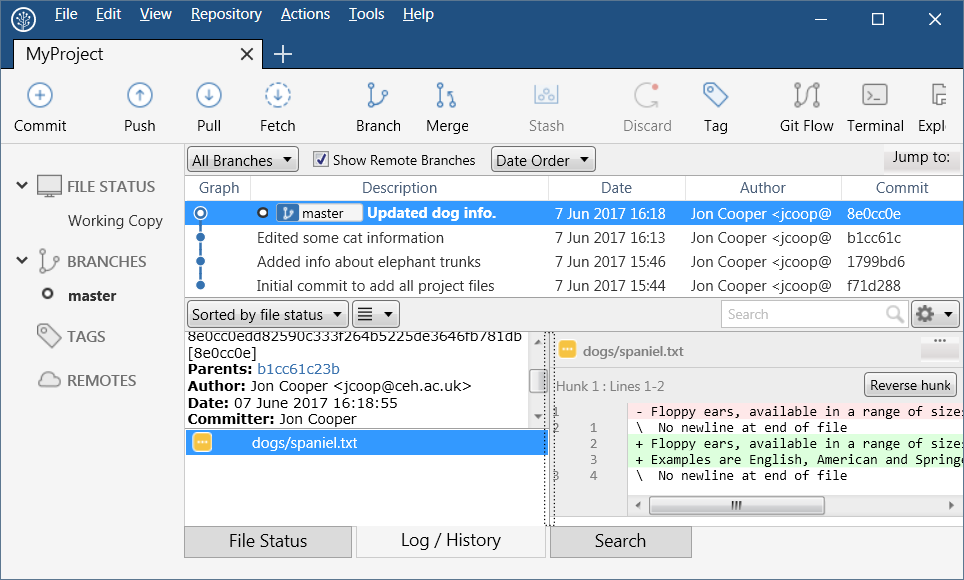 File Edit View Repository Actions Tools Help
MyProject
Commit Push Pull Fetch Branch Merge Stash Discard Tag Git Flow Terminal Expl
All Branches Show Remote Branches Date Order Jump to:
Graph Description Date Author Commit
master Updated dog info. 7 Jun 2017 16:18 Jon Cooper <jcoop@ 8e0cc0e
Edited some cat information 7 Jun 2017 16:13 Jon Cooper <jcoop@ b1cc61c
Added info about elephant trunks 7 Jun 2017 15:46 Jon Cooper <jcoop@ 1799bd6
Initial commit to add all project files 7 Jun 2017 15:44 Jon Cooper <jcoop@ f71d288
FILE STATUS
Working Copy
BRANCHES
master
TAGS
REMOTES
Sorted by file status Search
8e0cc0edd82590c333f264b5225de3646fb781db
[8e0cc0e]
Parents: b1cc61c23b
Author: Jon Cooper <jcoop@ceh.ac.uk>
Date: 07 June 2017 16:18:55
Committer: Jon Cooper
dogs/spaniel.txt
dogs/spaniel.txt
Hunk 1 : Lines 1-2 Reverse hunk
1 - Floppy ears, available in a range of sizes
2 1 \ No newline at end of file
2 + Floppy ears, available in a range of sizes
3 + Examples are English, American and Springe
3 4 \ No newline at end of file
File Status Log / History Search